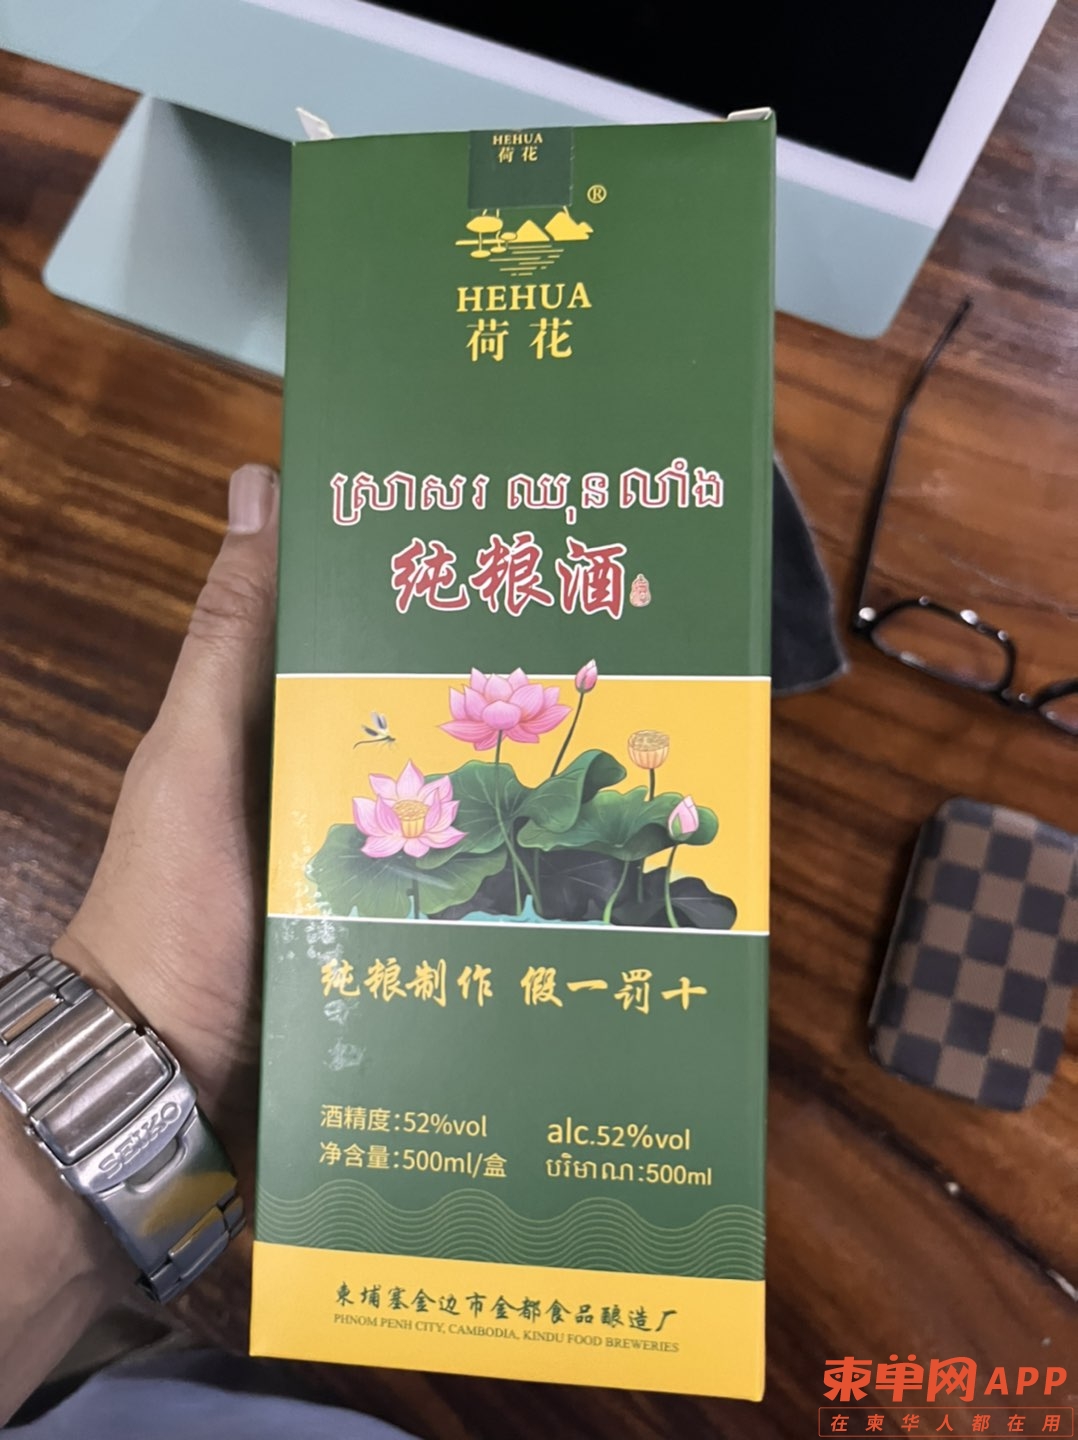 HEHUA
荷花
®
HEHUA
荷花
ស្រាសរ ឈុនលាំង
纯粮酒
纯粮制作 假一罚十
酒精度:52%vol alc.52%vol
净含量:500ml/盒 បរិមាណ:500ml
柬埔寨金边市金都食品酿造厂
PHNOM PENH CITY, CAMBODIA, KINDU FOOD BREWERIES
SEIKO
柬单网APP
在柬华人都在用